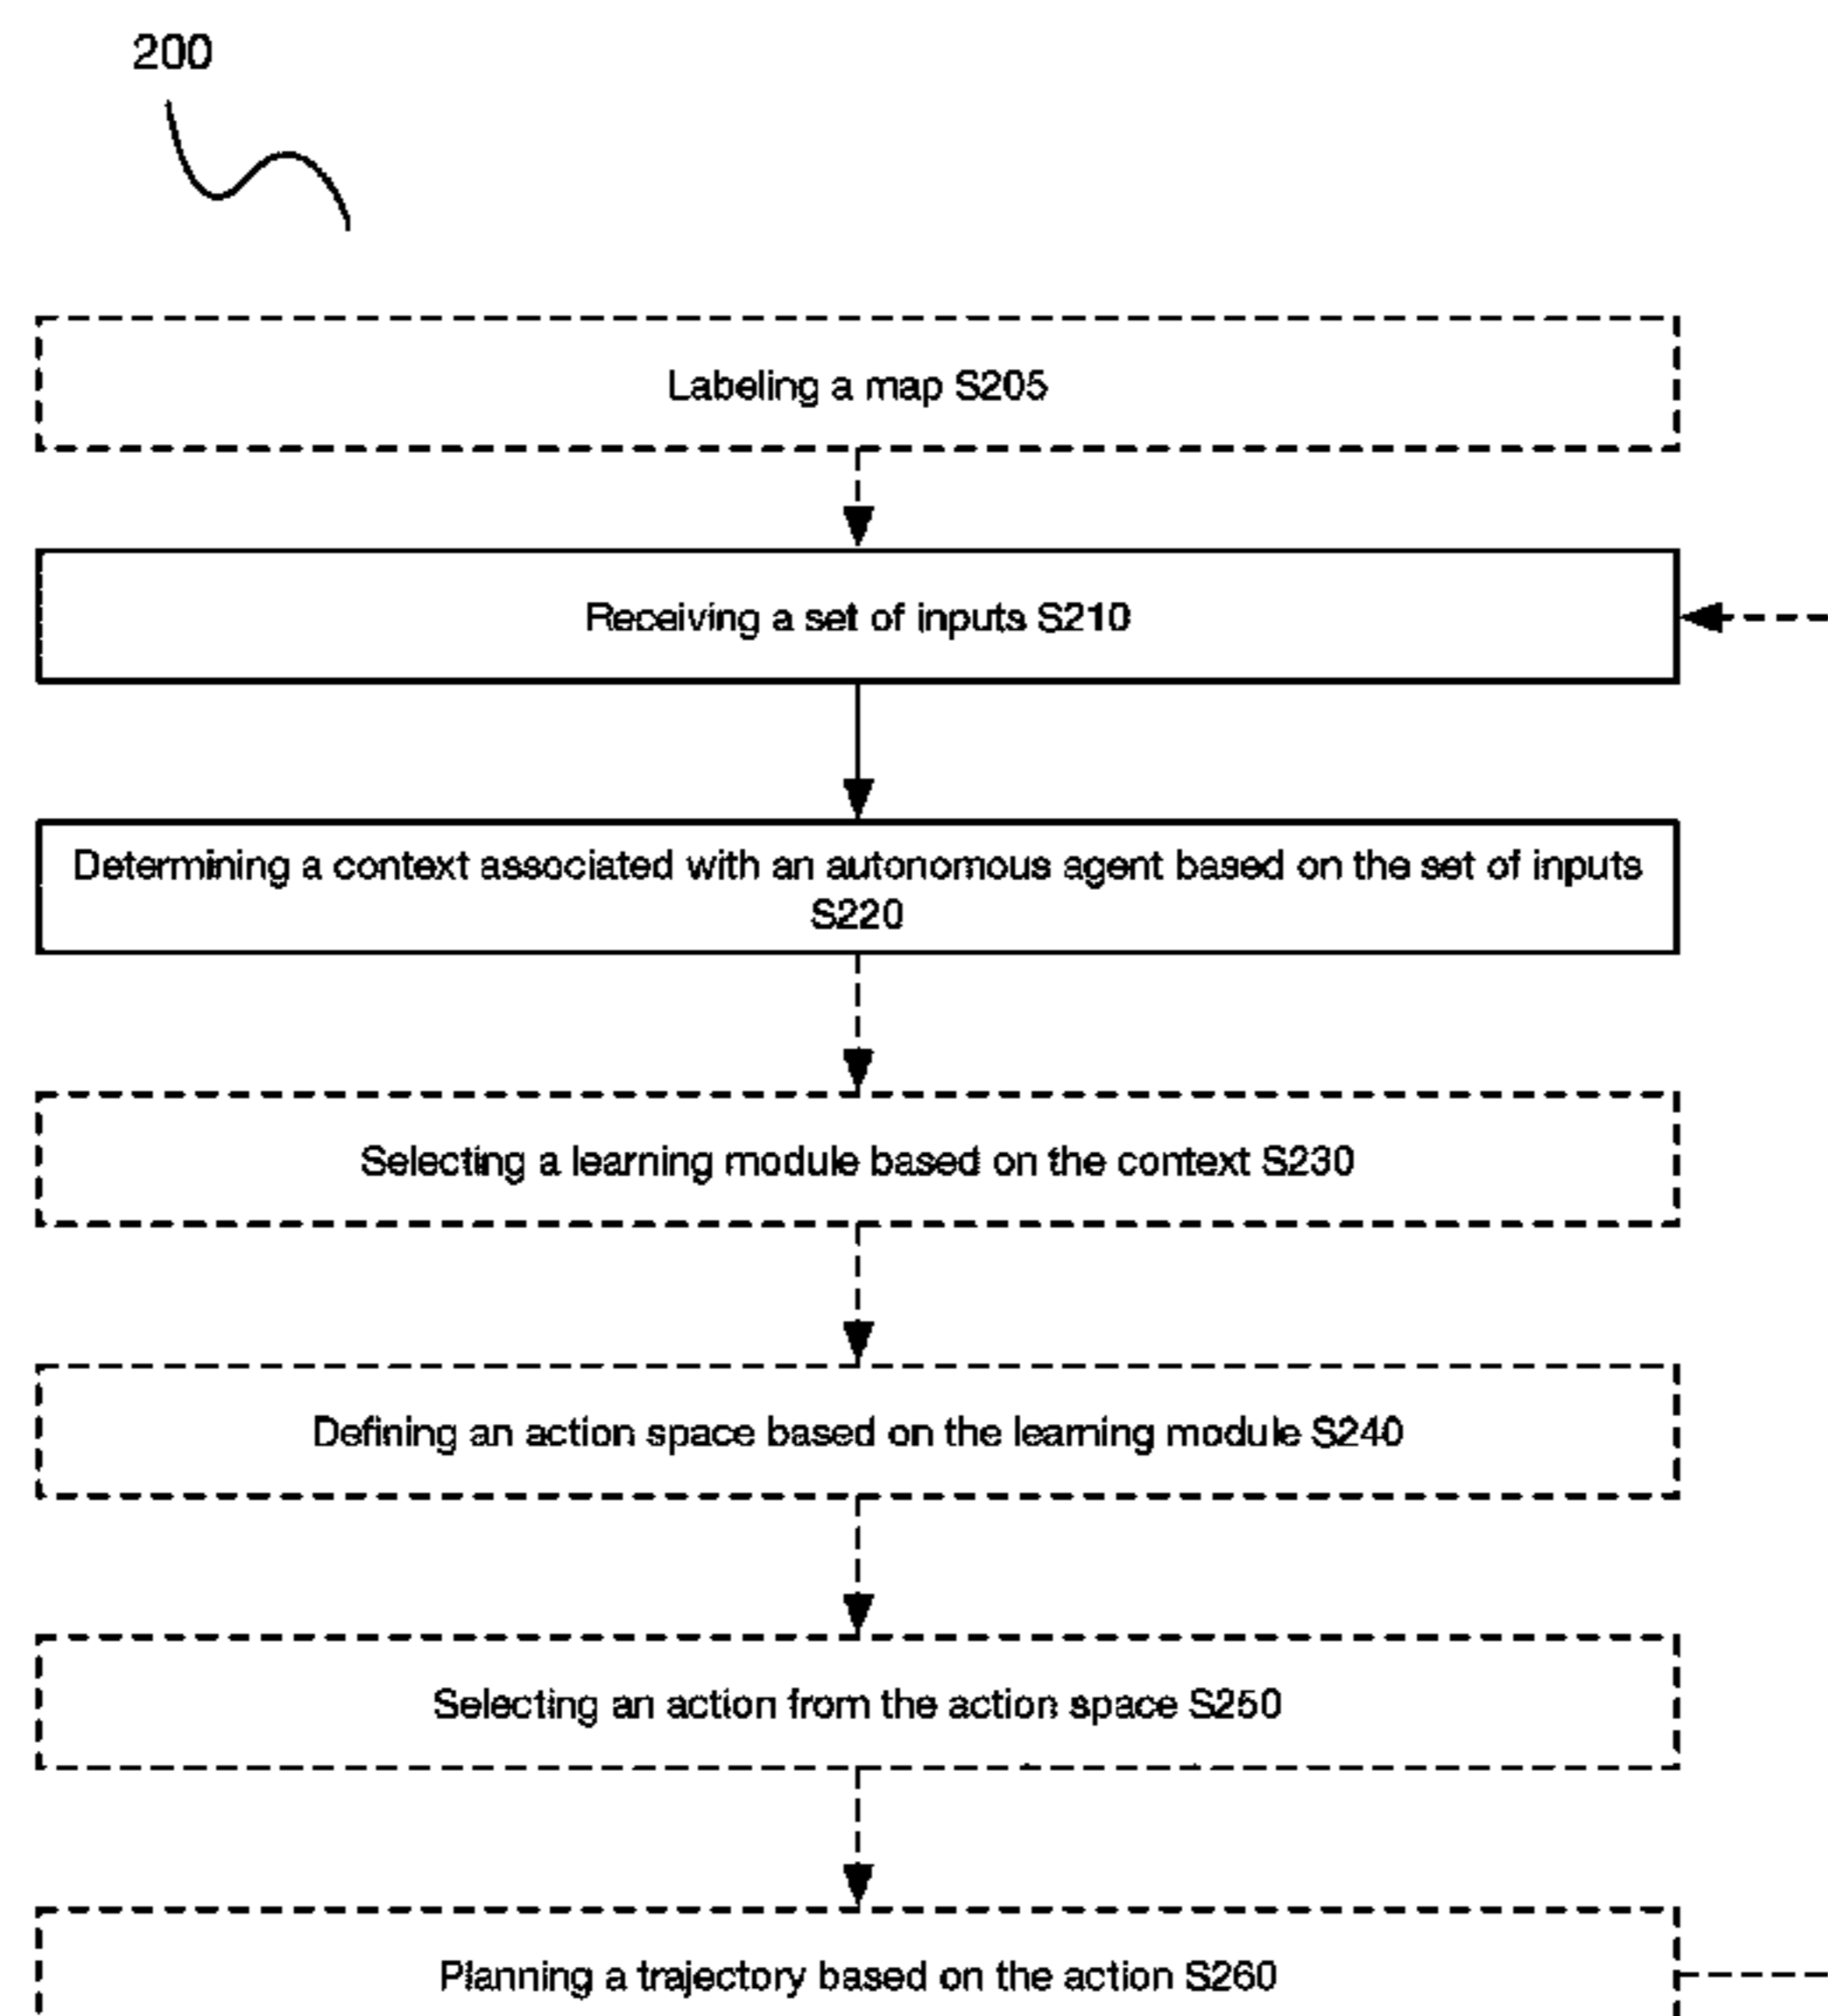 200
Labeling a map S205
Receiving a set of inputs S210
Determining a context associated with an autonomous agent based on the set of inputs
S220
Selecting a learning module based on the context S230
Defining an action space based on the learning module S240
Selecting an action from the action space S250
Planning a trajectory based on the action S260